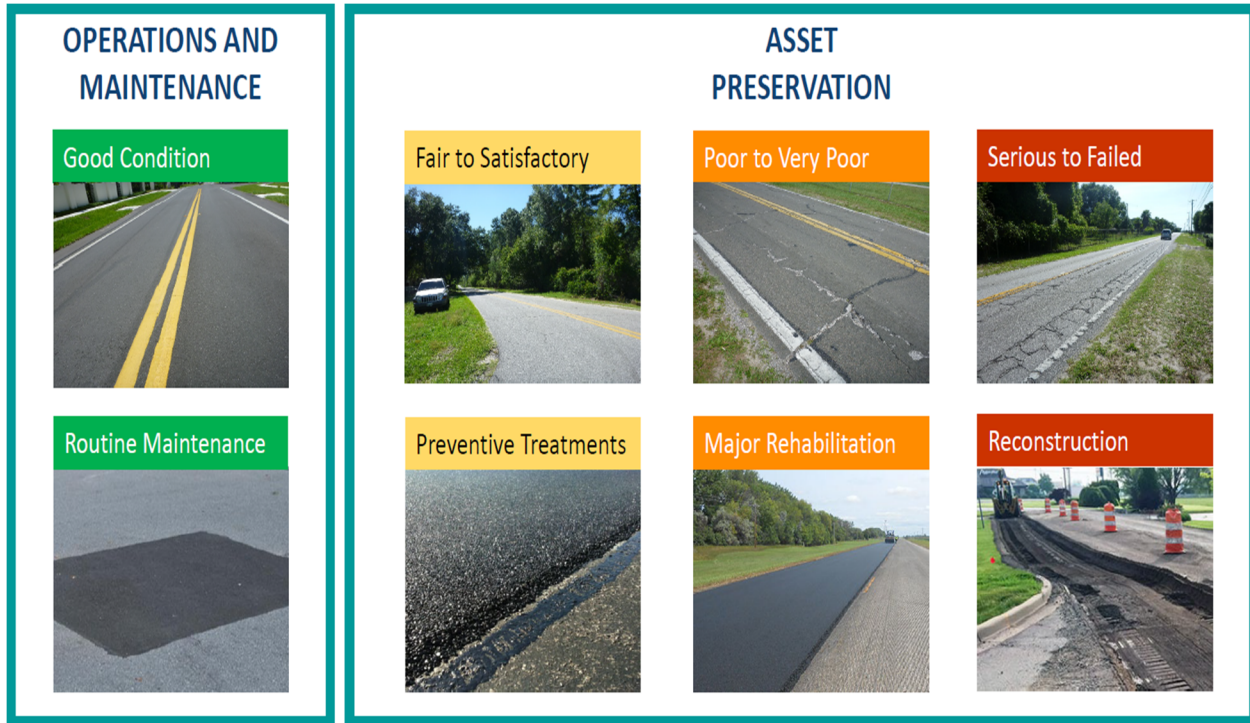 OPERATIONS AND
MAINTENANCE
Good Condition
Routine Maintenance
ASSET
PRESERVATION
Fair to Satisfactory
Poor to Very Poor
Serious to Failed
Preventive Treatments
Major Rehabilitation
Reconstruction